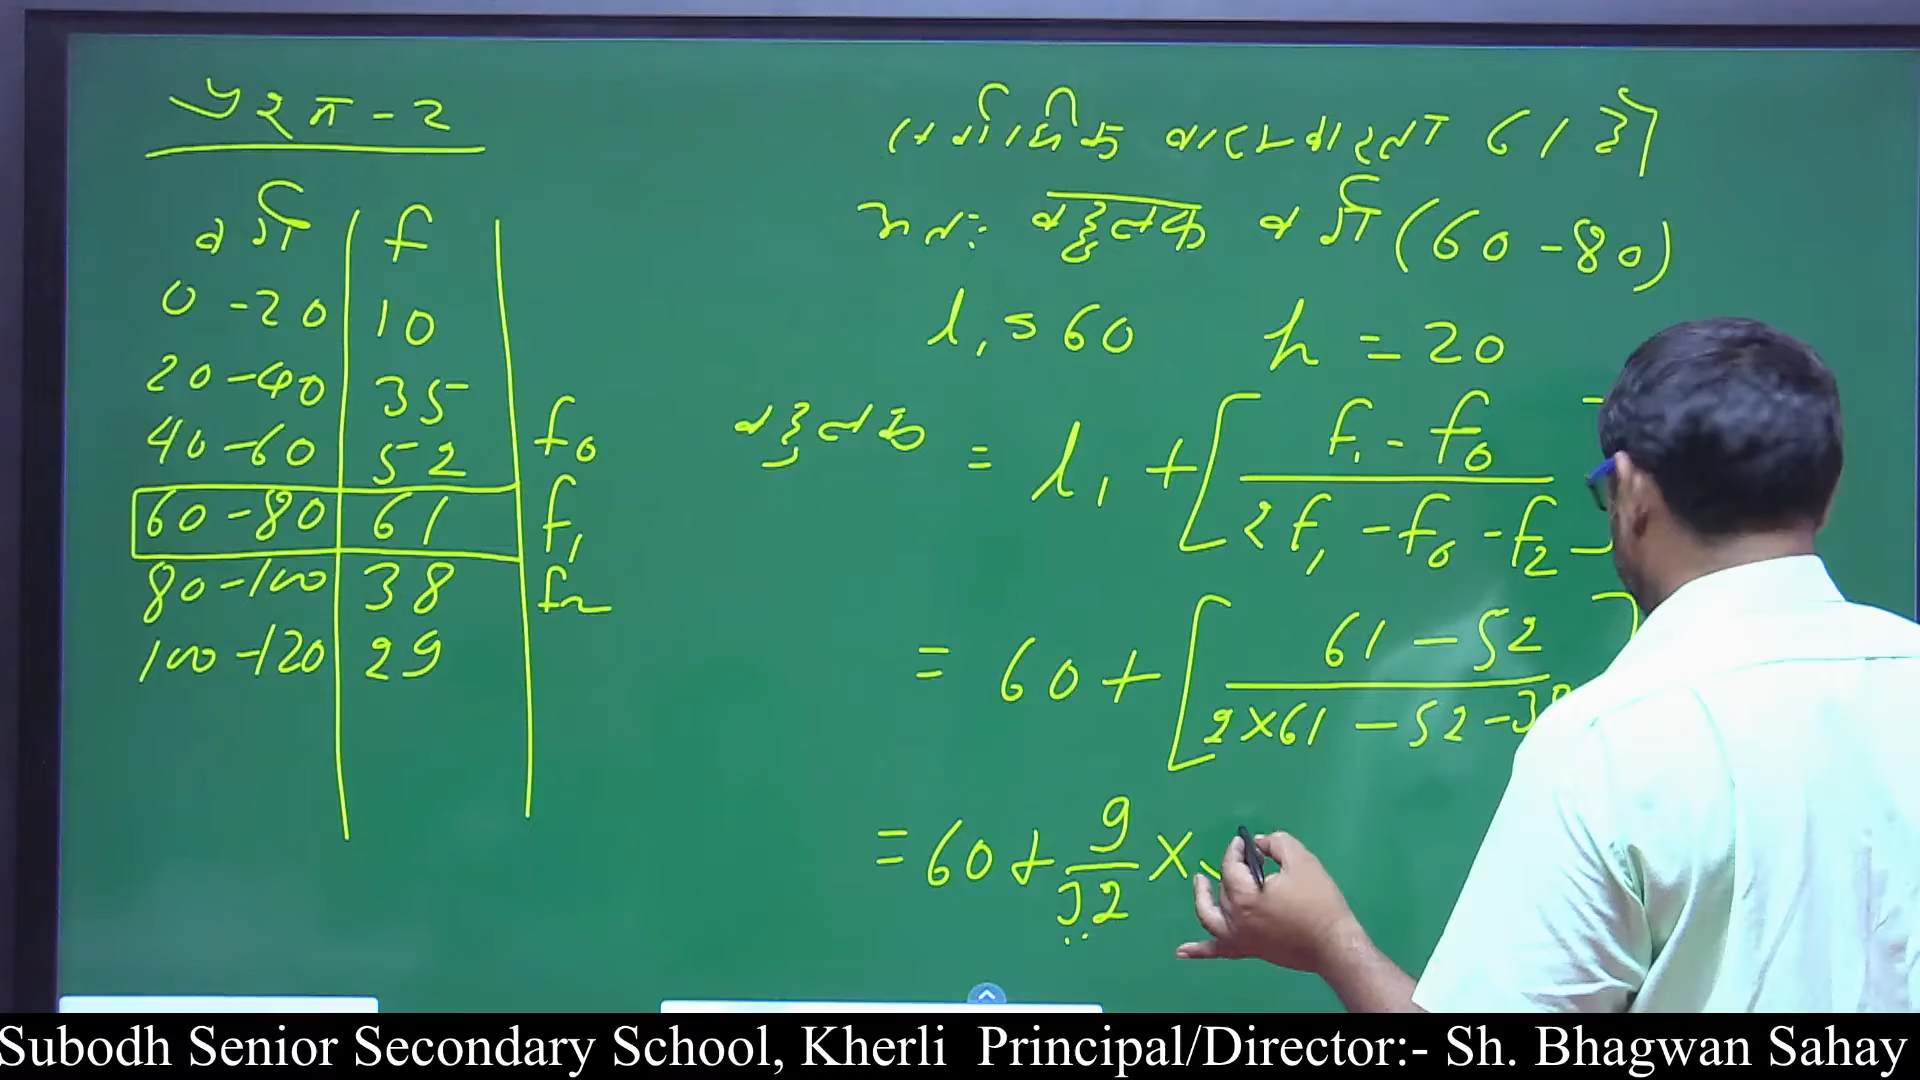 प्रश्न - 2
वर्ग f
0 - 20 10
20 - 40 35
40 - 60 52 f0
60 - 80 61 f1
80 - 100 38 f2
100 - 120 29
सर्वाधिक बारम्बारता 61 है
अतः बहुलक वर्ग (60 - 80)
l1 = 60 h = 20
बहुलक = l1 + [ f1 - f0 / 2f1 - f0 - f2 ]
= 60 + [ 61 - 52 / 2 × 61 - 52 - 38 ]
= 60 + 9/32 ×
Subodh Senior Secondary School, Kherli Principal/Director:- Sh. Bhagwan Sahay